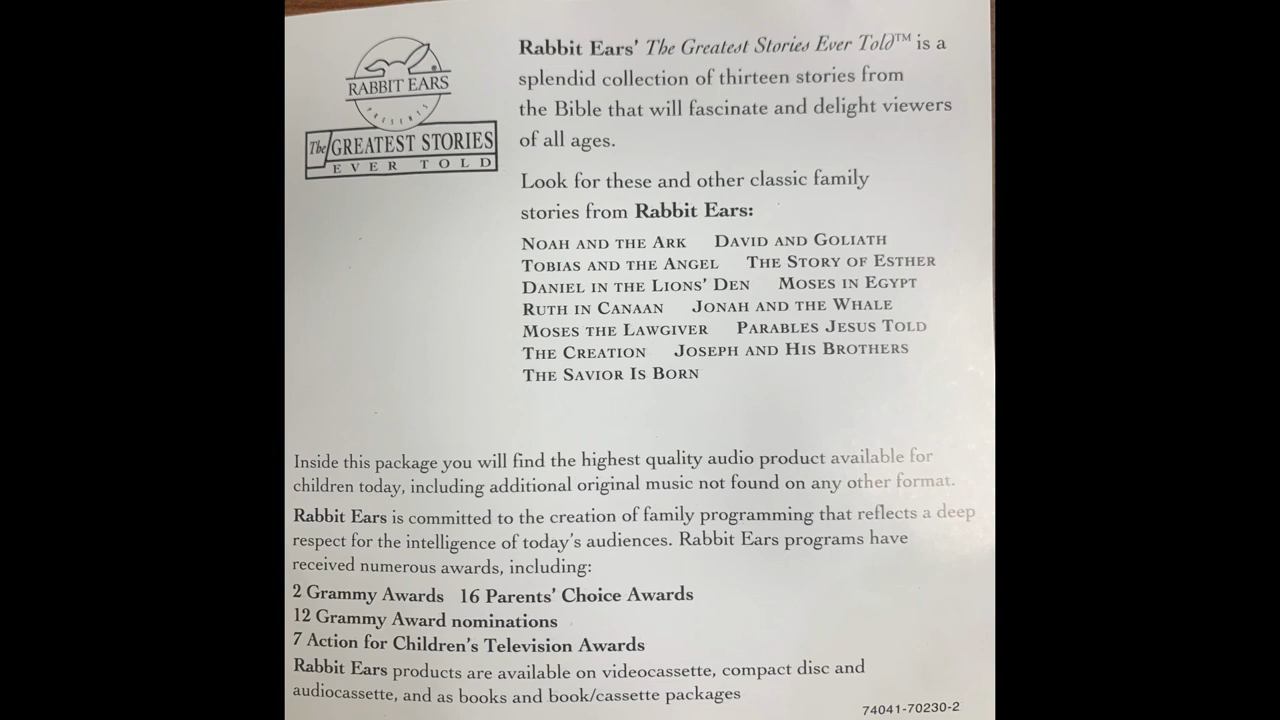 RABBIT EARS®
PRESENTS
The GREATEST STORIES
EVER TOLD
Rabbit Ears' The Greatest Stories Ever Told™ is a
splendid collection of thirteen stories from
the Bible that will fascinate and delight viewers
of all ages.
Look for these and other classic family
stories from Rabbit Ears:
NOAH AND THE ARK DAVID AND GOLIATH
TOBIAS AND THE ANGEL THE STORY OF ESTHER
DANIEL IN THE LIONS' DEN MOSES IN EGYPT
RUTH IN CANAAN JONAH AND THE WHALE
MOSES THE LAWGIVER PARABLES JESUS TOLD
THE CREATION JOSEPH AND HIS BROTHERS
THE SAVIOR IS BORN
Inside this package you will find the highest quality audio product available for
children today, including additional original music not found on any other format.
Rabbit Ears is committed to the creation of family programming that reflects a deep
respect for the intelligence of today's audiences. Rabbit Ears programs have
received numerous awards, including:
2 Grammy Awards 16 Parents' Choice Awards
12 Grammy Award nominations
7 Action for Children's Television Awards
Rabbit Ears products are available on videocassette, compact disc and
audiocassette, and as books and book/cassette packages
74041-70230-2